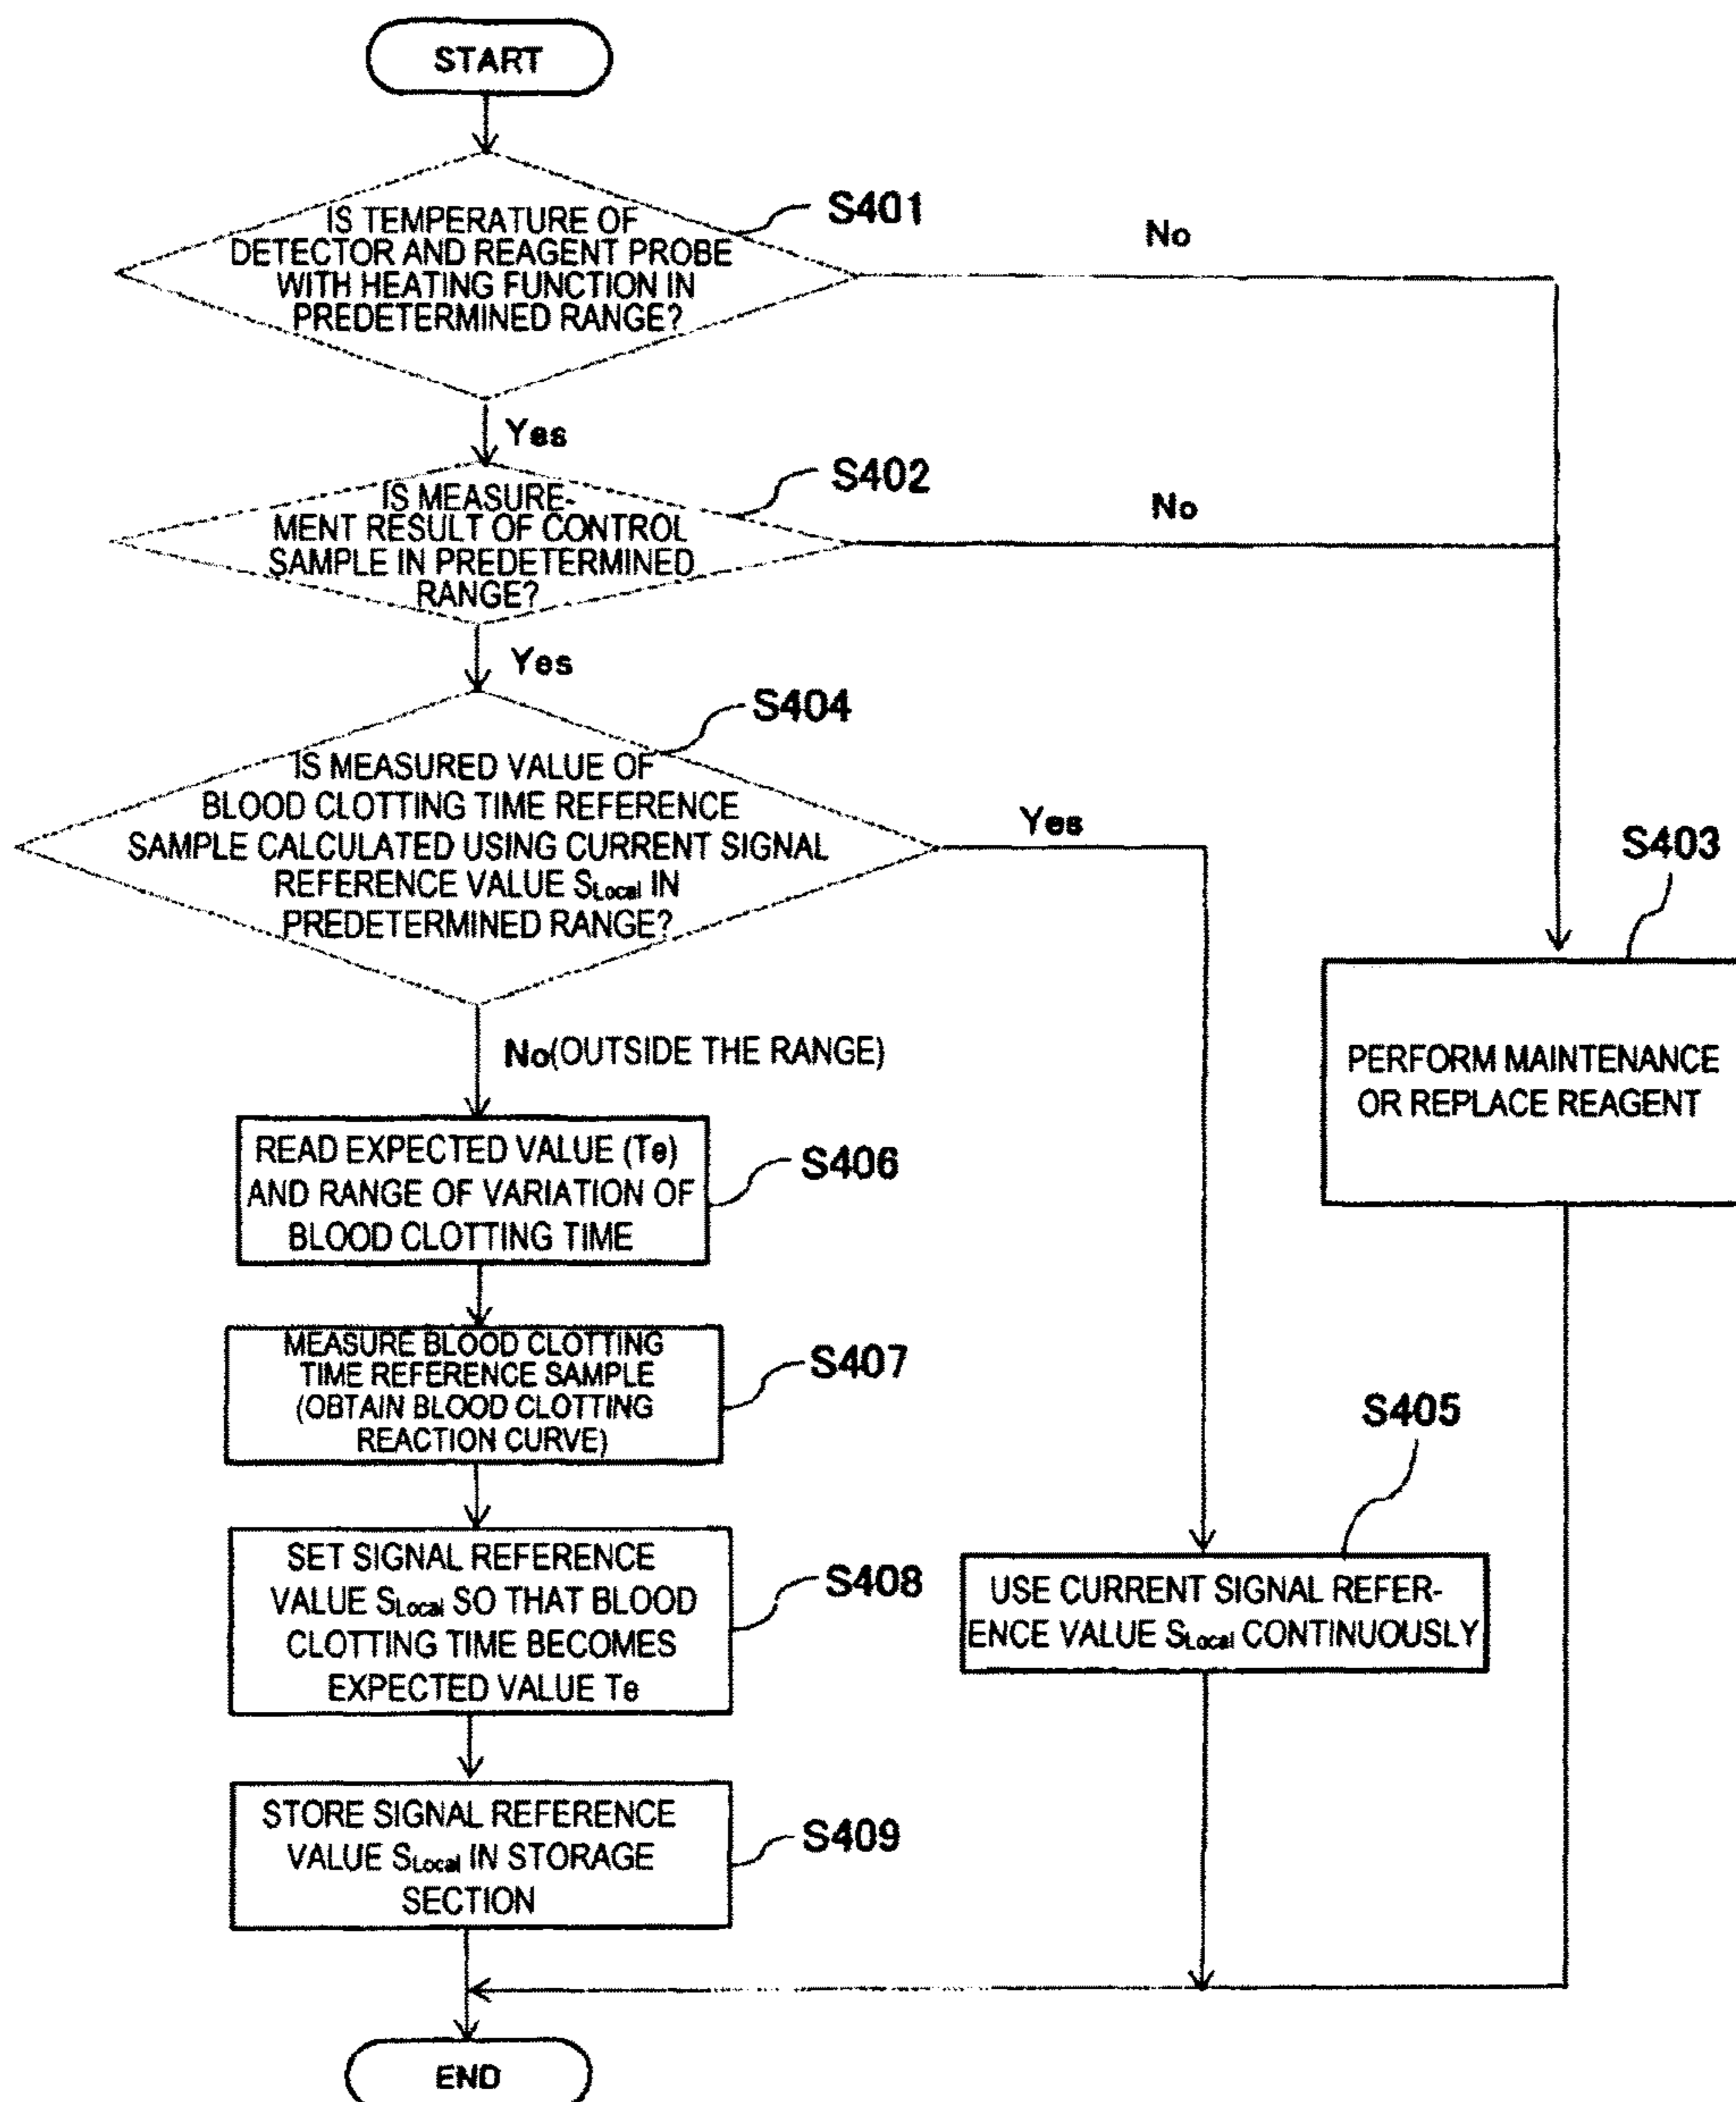 START
IS TEMPERATURE OF
DETECTOR AND REAGENT PROBE
WITH HEATING FUNCTION IN
PREDETERMINED RANGE?
S401
No
Yes
IS MEASURE-
MENT RESULT OF CONTROL
SAMPLE IN PREDETERMINED
RANGE?
S402
No
Yes
IS MEASURED VALUE OF
BLOOD CLOTTING TIME REFERENCE
SAMPLE CALCULATED USING CURRENT SIGNAL
REFERENCE VALUE SLocal IN
PREDETERMINED RANGE?
S404
Yes
S403
PERFORM MAINTENANCE
OR REPLACE REAGENT
No(OUTSIDE THE RANGE)
READ EXPECTED VALUE (Te)
AND RANGE OF VARIATION OF
BLOOD CLOTTING TIME
S406
MEASURE BLOOD CLOTTING
TIME REFERENCE SAMPLE
(OBTAIN BLOOD CLOTTING
REACTION CURVE)
S407
SET SIGNAL REFERENCE
VALUE SLocal SO THAT BLOOD
CLOTTING TIME BECOMES
EXPECTED VALUE Te
S408
S405
USE CURRENT SIGNAL REFER-
ENCE VALUE SLocal CONTINUOUSLY
STORE SIGNAL REFERENCE
VALUE SLocal IN STORAGE
SECTION
S409
END